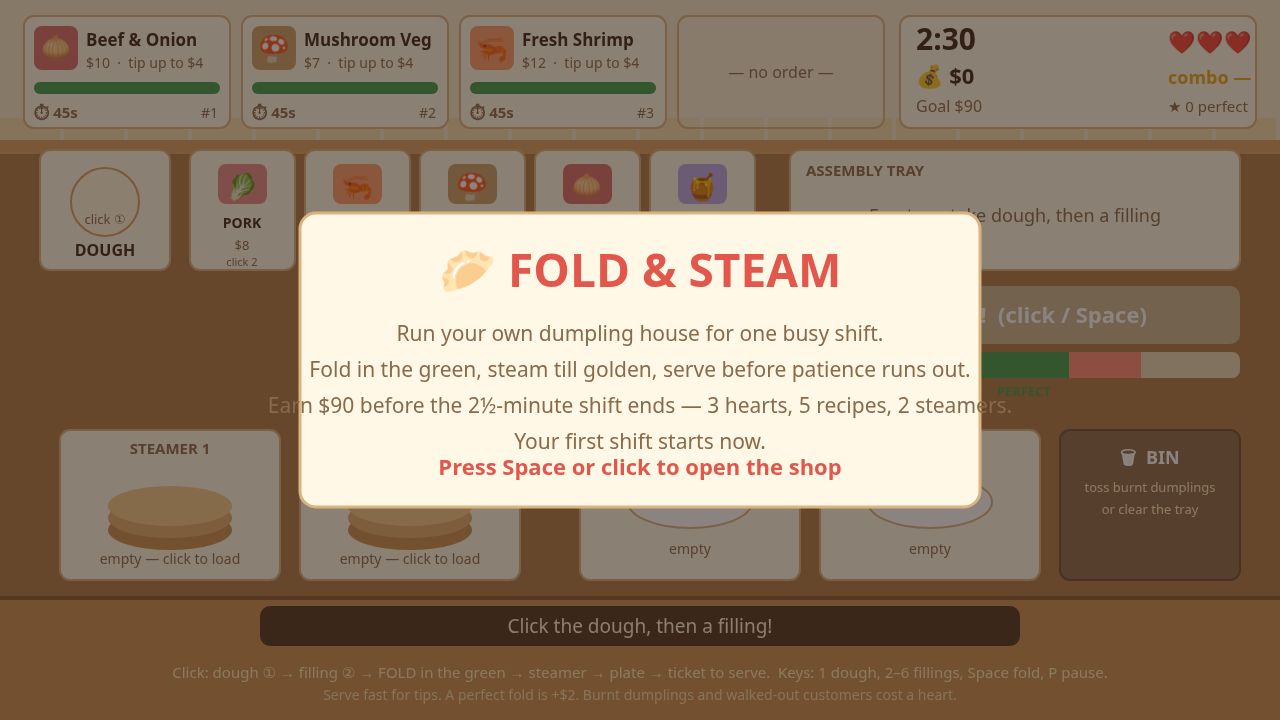 Beef & Onion
$10 · tip up to $4
⏱ 45s #1
Mushroom Veg
$7 · tip up to $4
⏱ 45s #2
Fresh Shrimp
$12 · tip up to $4
⏱ 45s #3
— no order —
2:30
$0
combo —
Goal $90
★ 0 perfect
click ①
DOUGH
PORK
$8
click 2
ASSEMBLY TRAY
dough, then a filling
! (click / Space)
PERFECT
FOLD & STEAM
Run your own dumpling house for one busy shift.
Fold in the green, steam till golden, serve before patience runs out.
Earn $90 before the 2½-minute shift ends — 3 hearts, 5 recipes, 2 steamers.
Your first shift starts now.
Press Space or click to open the shop
STEAMER 1
empty — click to load
empty — click to load
empty
empty
BIN
toss burnt dumplings
or clear the tray
Click the dough, then a filling!
Click: dough ① → filling ② → FOLD in the green → steamer → plate → ticket to serve. Keys: 1 dough, 2–6 fillings, Space fold, P pause.
Serve fast for tips. A perfect fold is +$2. Burnt dumplings and walked-out customers cost a heart.